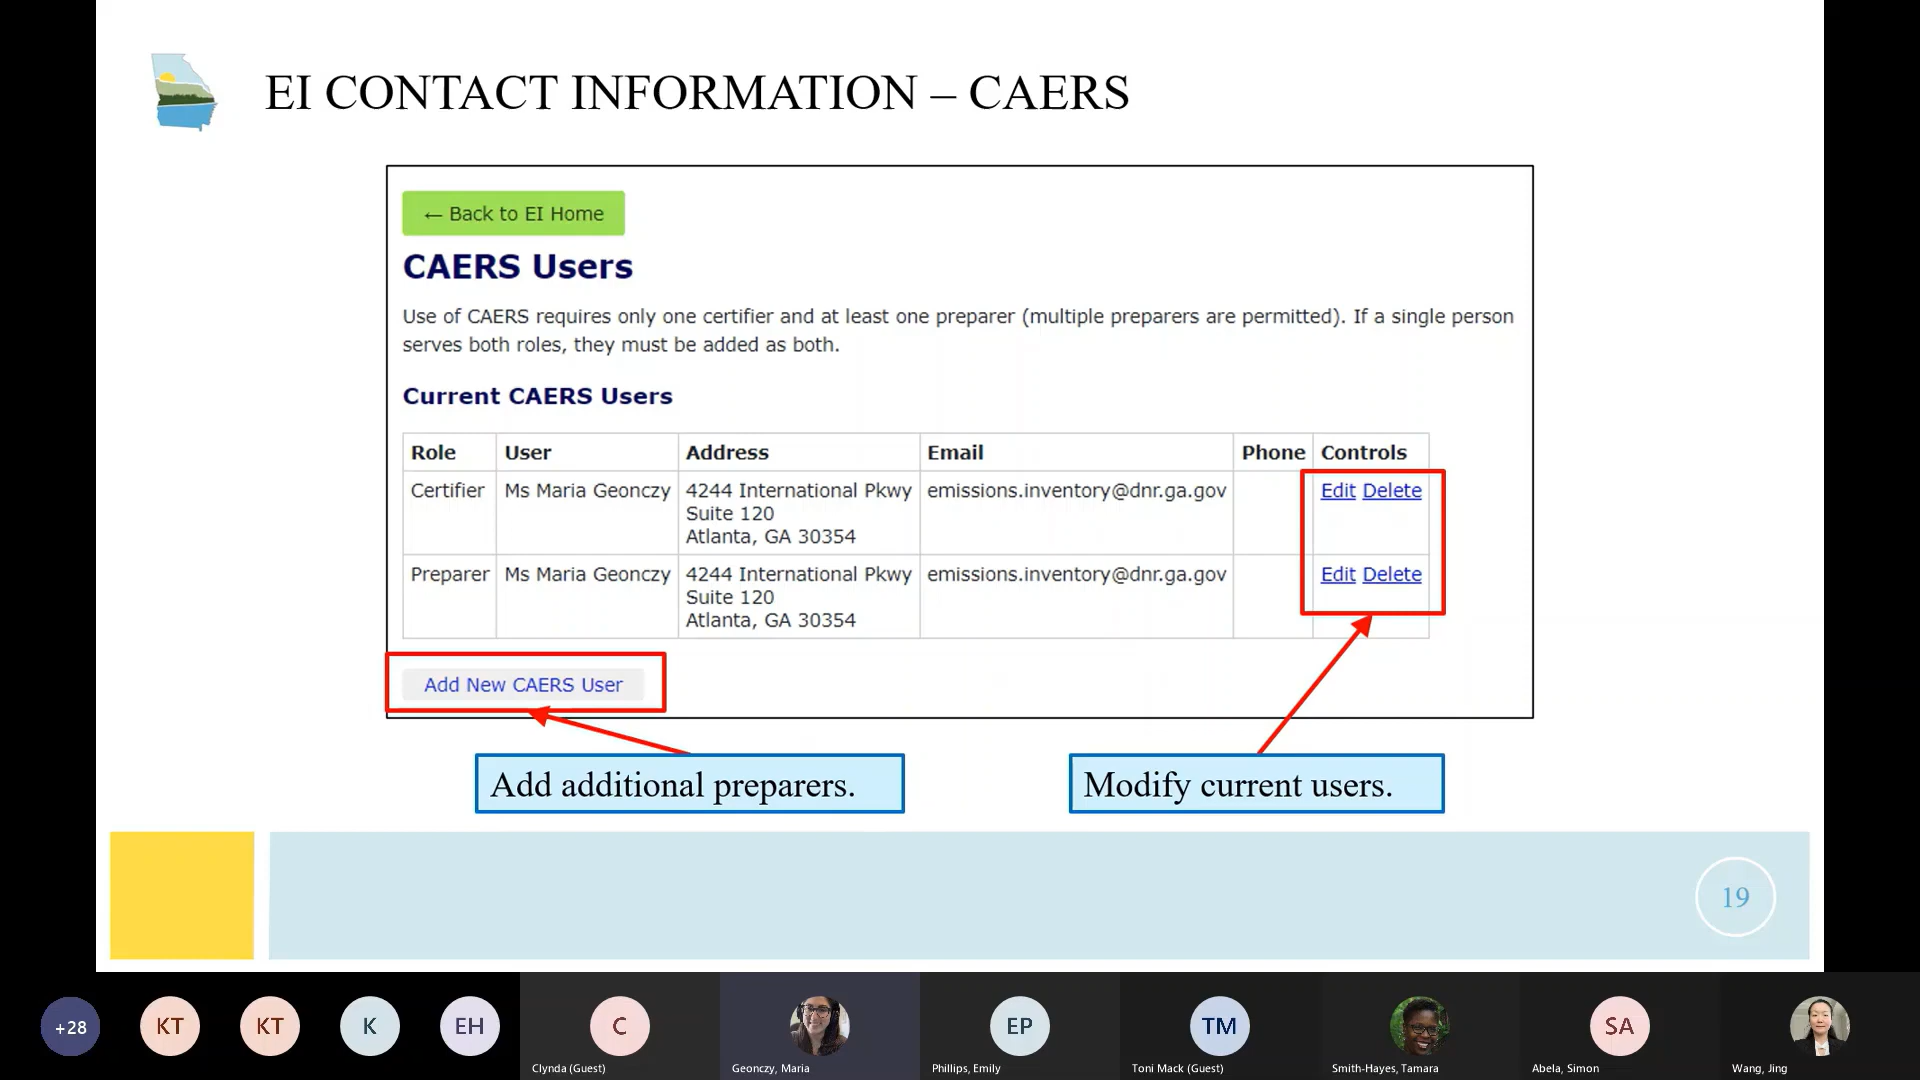 EI CONTACT INFORMATION – CAERS
← Back to EI Home
CAERS Users
Use of CAERS requires only one certifier and at least one preparer (multiple preparers are permitted). If a single person
serves both roles, they must be added as both.
Current CAERS Users
Role User Address Email Phone Controls
Certifier Ms Maria Geonczy 4244 International Pkwy emissions.inventory@dnr.ga.gov Edit Delete
Suite 120
Atlanta, GA 30354
Preparer Ms Maria Geonczy 4244 International Pkwy emissions.inventory@dnr.ga.gov Edit Delete
Suite 120
Atlanta, GA 30354
Add New CAERS User
Add additional preparers.
Modify current users.
19
+28 KT KT K EH C EP TM SA
Clynda (Guest) Geonczy, Maria Phillips, Emily Toni Mack (Guest) Smith-Hayes, Tamara Abela, Simon Wang, Jing